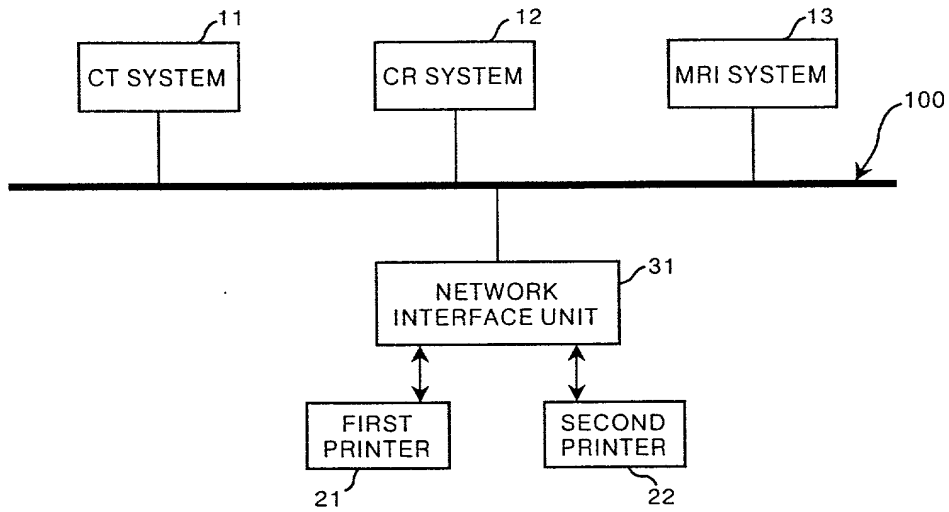 11
12
13
CT SYSTEM
CR SYSTEM
MRI SYSTEM
100
31
NETWORK
INTERFACE UNIT
FIRST
PRINTER
SECOND
PRINTER
21
22